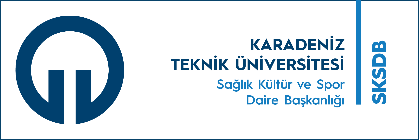 KARADENİZ
TEKNİK ÜNİVERSİTESİ
Sağlık Kültür ve Spor
Daire Başkanlığı
SKSDB